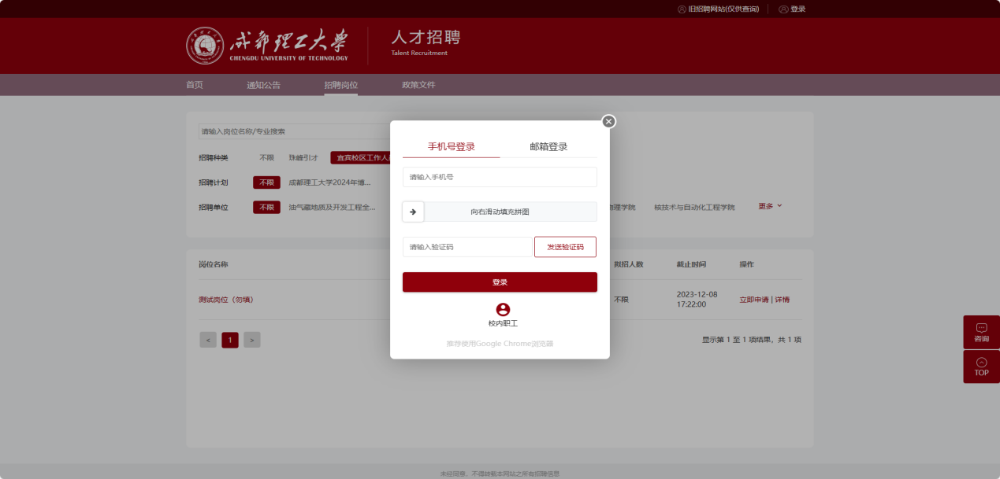 旧招聘网站(仅供查询) 登录
成都理工大学
CHENGDU UNIVERSITY OF TECHNOLOGY
人才招聘
Talent Recruitment
首页 通知公告 招聘岗位 政策文件
请输入岗位名称/专业搜索
招聘种类 不限 珠峰引才 宜宾校区工作人
招聘计划 不限 成都理工大学2024年博...
招聘单位 不限 油气藏地质及开发工程全... 物理学院 核技术与自动化工程学院 更多
手机号登录 邮箱登录
请输入手机号
向右滑动填充拼图
请输入验证码 发送验证码
登录
校内职工
推荐使用Google Chrome浏览器
岗位名称 拟招人数 截止时间 操作
测试岗位（勿填） 不限 2023-12-08 立即申请 | 详情
17:22:00
< 1 > 显示第 1 至 1 项结果，共 1 项
咨询
TOP
未经同意，不得转载本网站之所有招聘信息